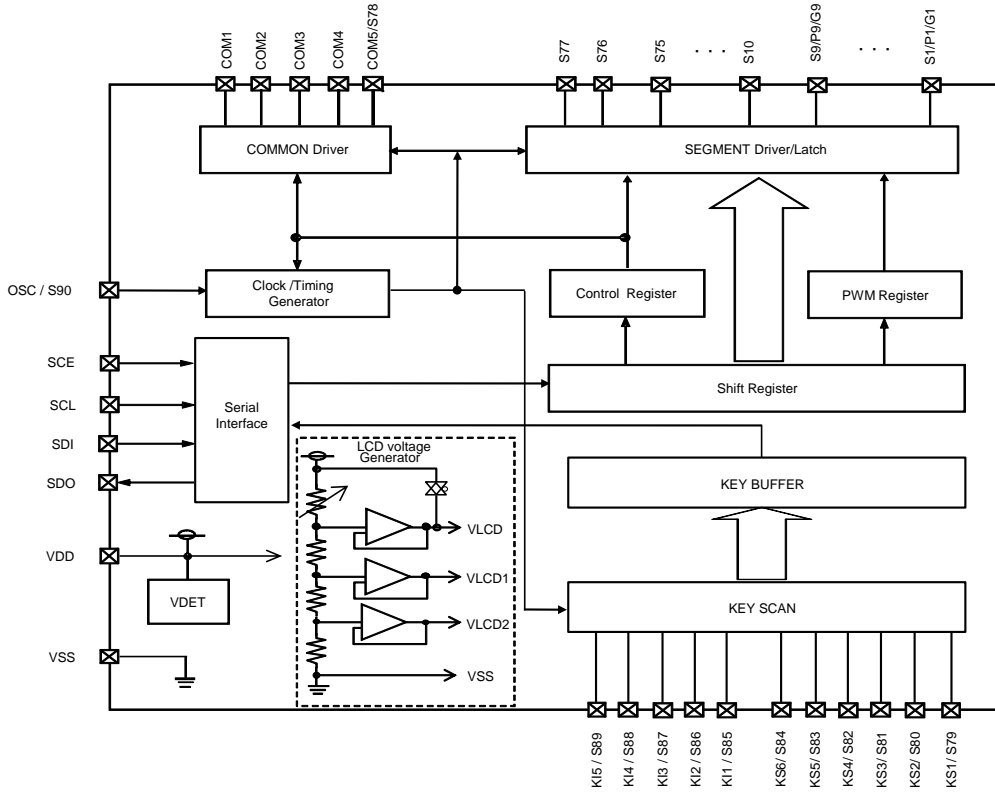 COM1
COM2
COM3
COM4
COM5/S78
S77
S76
S75
. . .
S10
S9/P9/G9
. . .
S1/P1/G1
COMMON Driver
SEGMENT Driver/Latch
OSC / S90
Clock /Timing
Generator
Control Register
PWM Register
SCE
SCL
SDI
SDO
Serial
Interface
Shift Register
LCD voltage
Generator
KEY BUFFER
VLCD
VLCD1
VLCD2
VSS
VDD
VDET
KEY SCAN
VSS
KI5 / S89
KI4 / S88
KI3 / S87
KI2 / S86
KI1 / S85
KS6/ S84
KS5/ S83
KS4/ S82
KS3/ S81
KS2/ S80
KS1/ S79